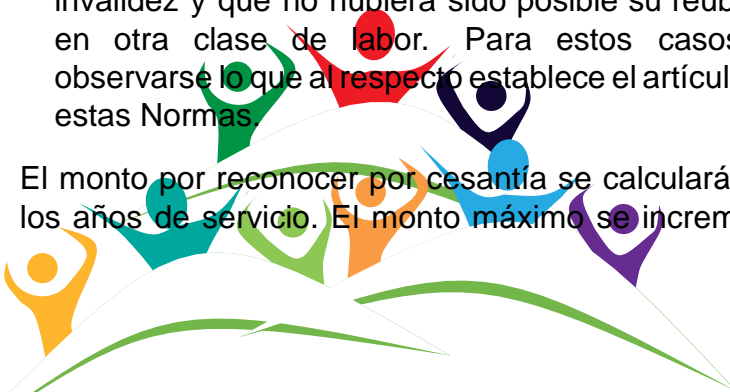 invalidez y que no hubiera sido posible su reub
en otra clase de labor. Para estos casos
observarse lo que al respecto establece el artícul
estas Normas.
El monto por reconocer por cesantía se calculará
los años de servicio. El monto máximo se increm